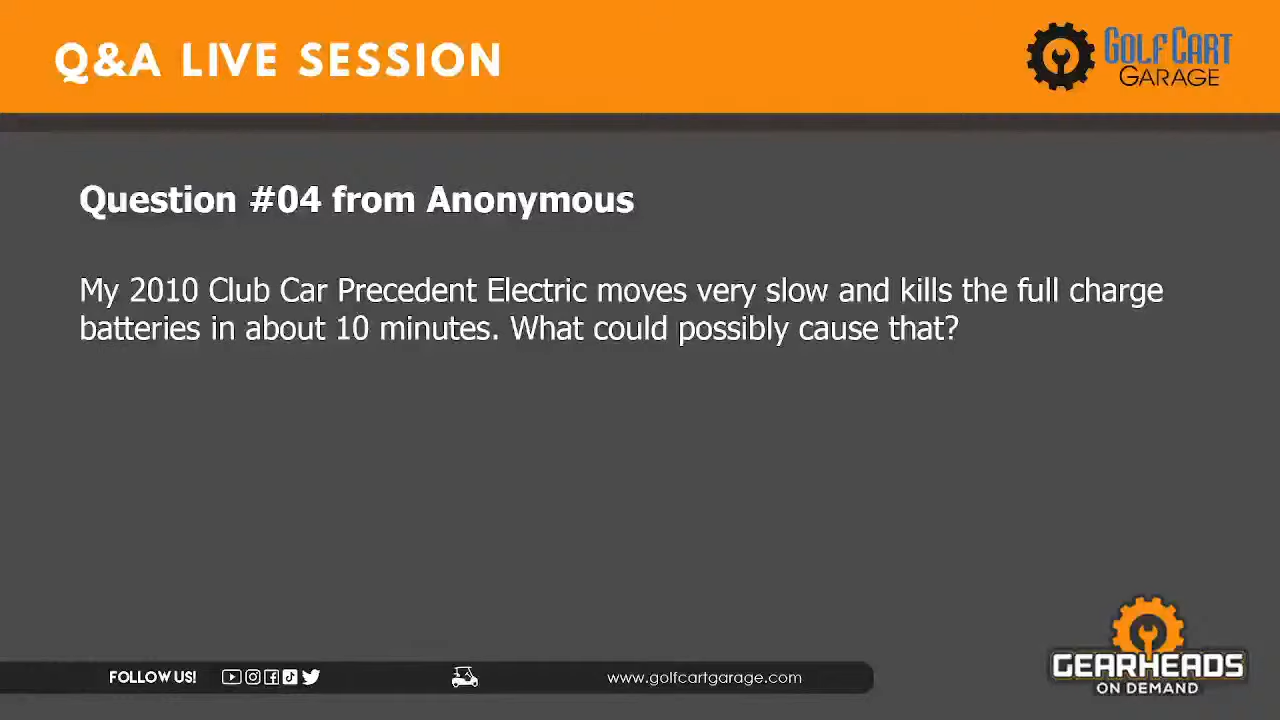 Q&A LIVE SESSION
GOLF CART
GARAGE
Question #04 from Anonymous
My 2010 Club Car Precedent Electric moves very slow and kills the full charge
batteries in about 10 minutes. What could possibly cause that?
FOLLOW US!
www.golfcartgarage.com
GEARHEADS
ON DEMAND